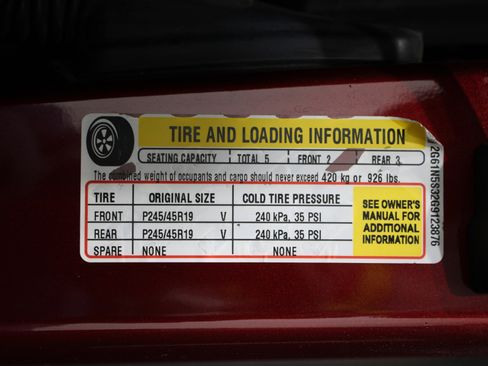 TIRE AND LOADING INFORMATION
SEATING CAPACITY TOTAL 5 FRONT 2 REAR 3
The combined weight of occupants and cargo should never exceed 420 kg or 926 lbs.
TIRE ORIGINAL SIZE COLD TIRE PRESSURE
FRONT P245/45R19 V 240 kPa, 35 PSI
REAR P245/45R19 V 240 kPa, 35 PSI
SPARE NONE NONE
SEE OWNER'S
MANUAL FOR
ADDITIONAL
INFORMATION
2G61N5S32G9123876